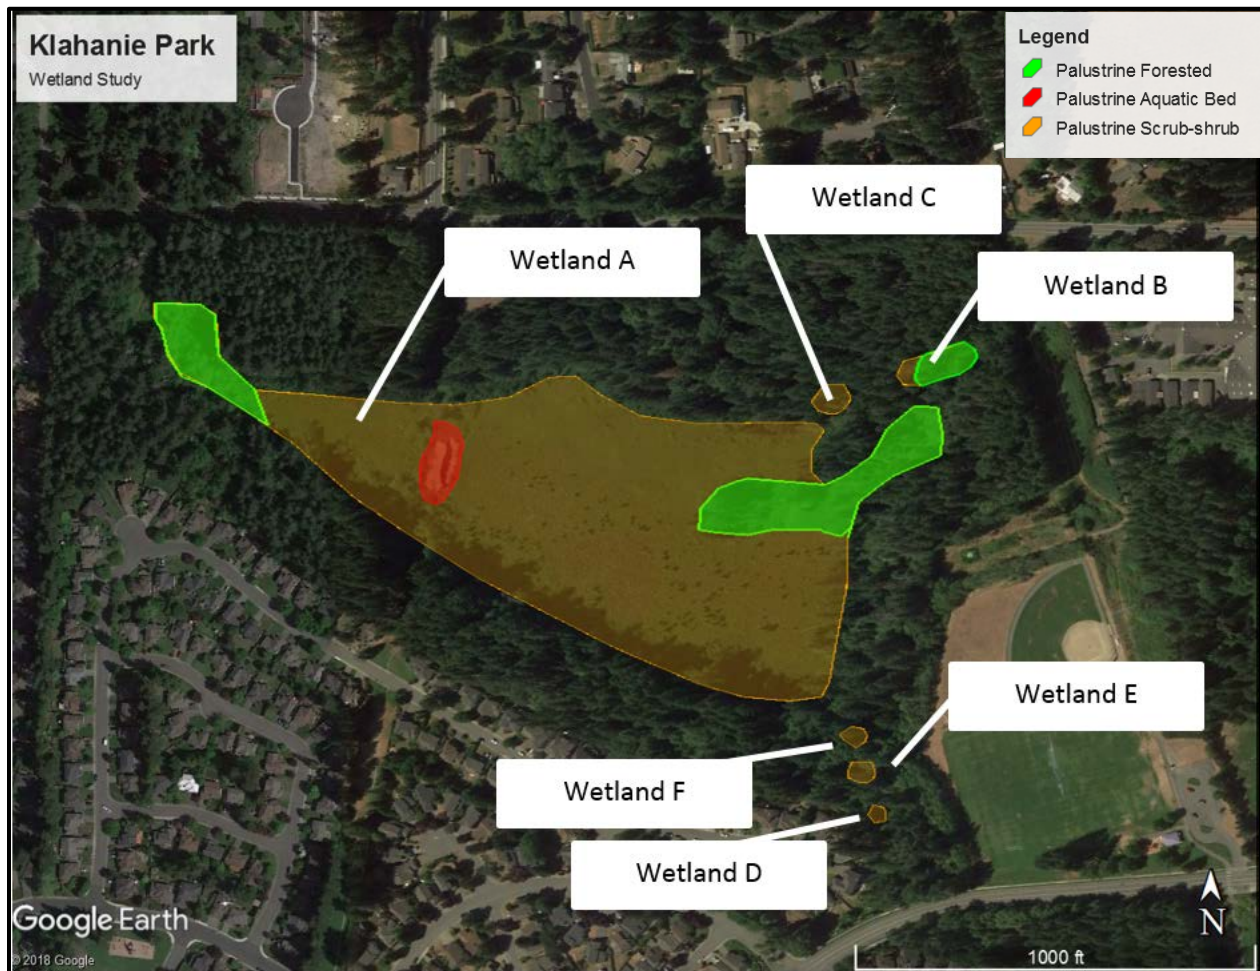 Klahanie Park
Wetland Study
Legend
Palustrine Forested
Palustrine Aquatic Bed
Palustrine Scrub-shrub
Wetland C
Wetland A
Wetland B
Wetland E
Wetland F
Wetland D
Google Earth
© 2018 Google
N
1000 ft